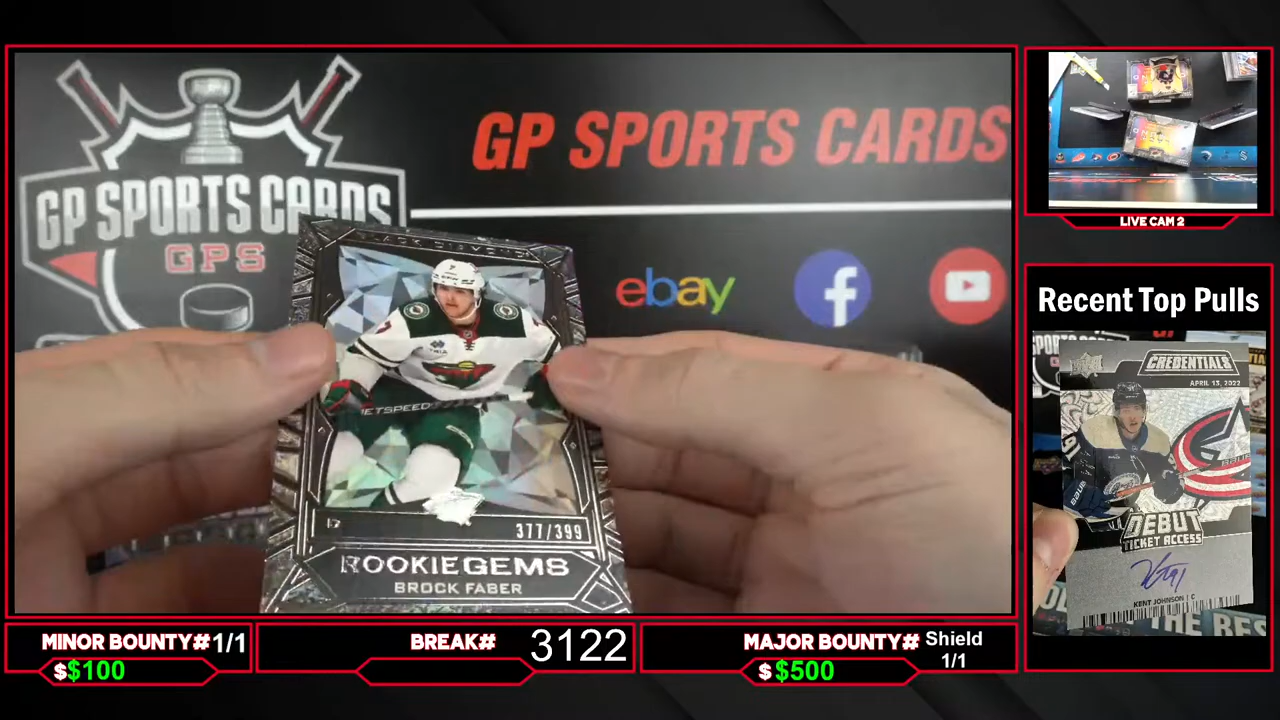 GP SPORTS CARDS
GPS
GP SPORTS CARDS
ebay
BLACK DIAMOND
JETSPEED
377/399
ROOKIE GEMS
BROCK FABER
LIVE CAM 2
Recent Top Pulls
CREDENTIALS
APRIL 13, 2022
DEBUT
TICKET ACCESS
KENT JOHNSON | C
MINOR BOUNTY# 1/1
$$100
BREAK#
3122
MAJOR BOUNTY# Shield
1/1
$$500